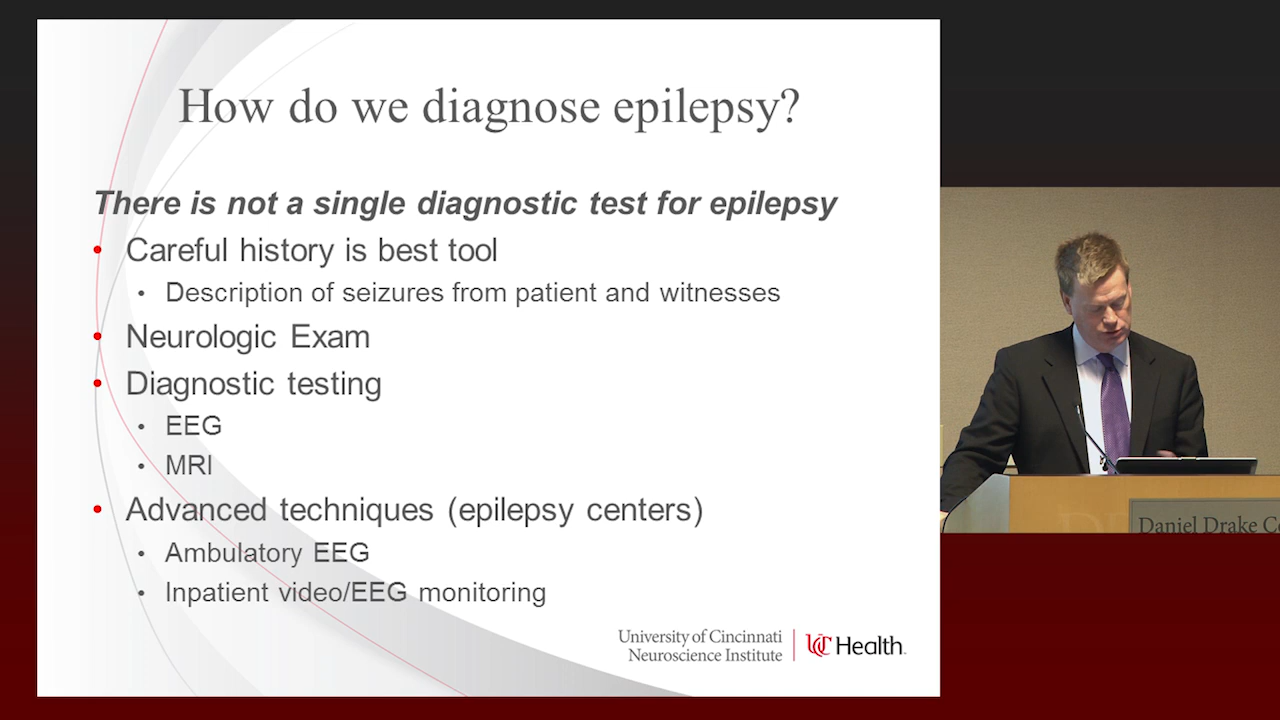 How do we diagnose epilepsy?
There is not a single diagnostic test for epilepsy
• Careful history is best tool
• Description of seizures from patient and witnesses
• Neurologic Exam
• Diagnostic testing
• EEG
• MRI
• Advanced techniques (epilepsy centers)
• Ambulatory EEG
• Inpatient video/EEG monitoring
University of Cincinnati
Neuroscience Institute
UC Health
Daniel Drake